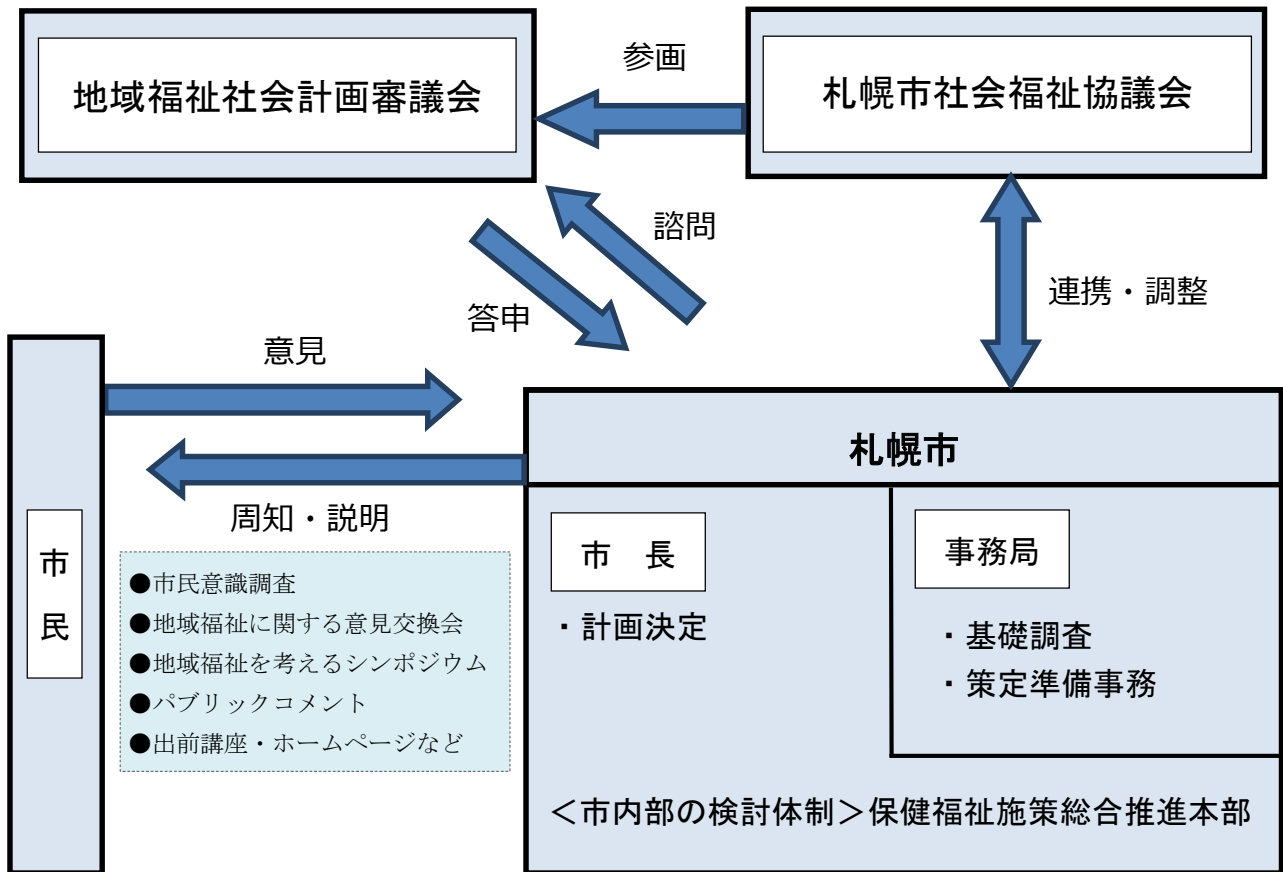 地域福祉社会計画審議会
参画
札幌市社会福祉協議会
諮問
答申
連携・調整
意見
周知・説明
市民
●市民意識調査
●地域福祉に関する意見交換会
●地域福祉を考えるシンポジウム
●パブリックコメント
●出前講座・ホームページなど
札幌市
市　長
・計画決定
事務局
・基礎調査
・策定準備事務
＜市内部の検討体制＞保健福祉施策総合推進本部